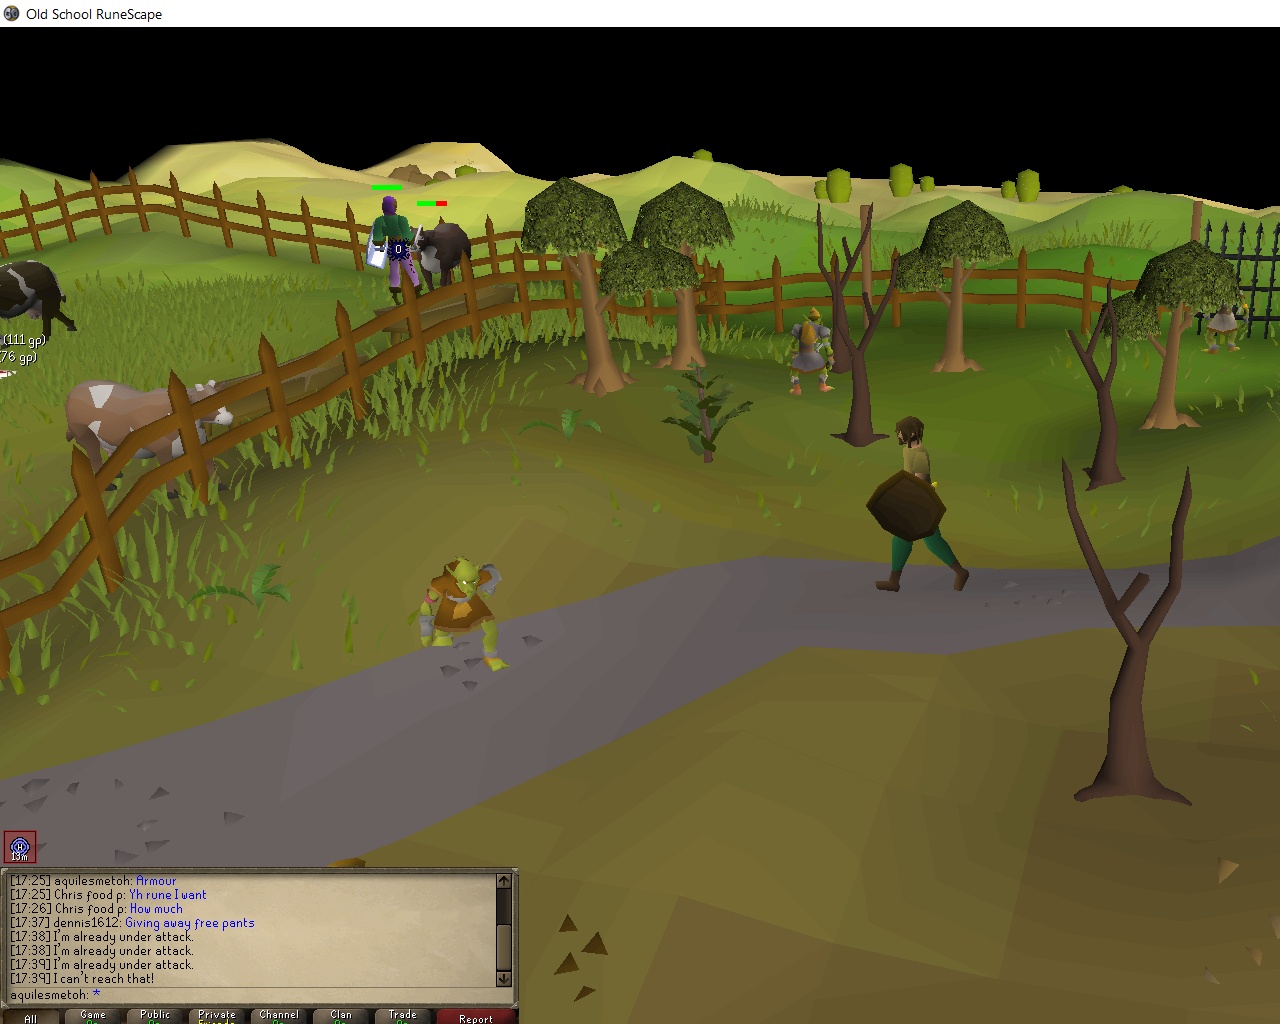 Old School RuneScape
0
(111 gp)
76 gp)
H
13m
[17:25] aquilesmetoh: Armour
[17:25] Chris food p: Yh rune I want
[17:26] Chris food p: How much
[17:37] dennis1612: Giving away free pants
[17:38] I'm already under attack.
[17:38] I'm already under attack.
[17:39] I'm already under attack.
[17:39] I can't reach that!
aquilesmetoh: *
All
Game
Public
Private
Channel
Clan
Trade
Report